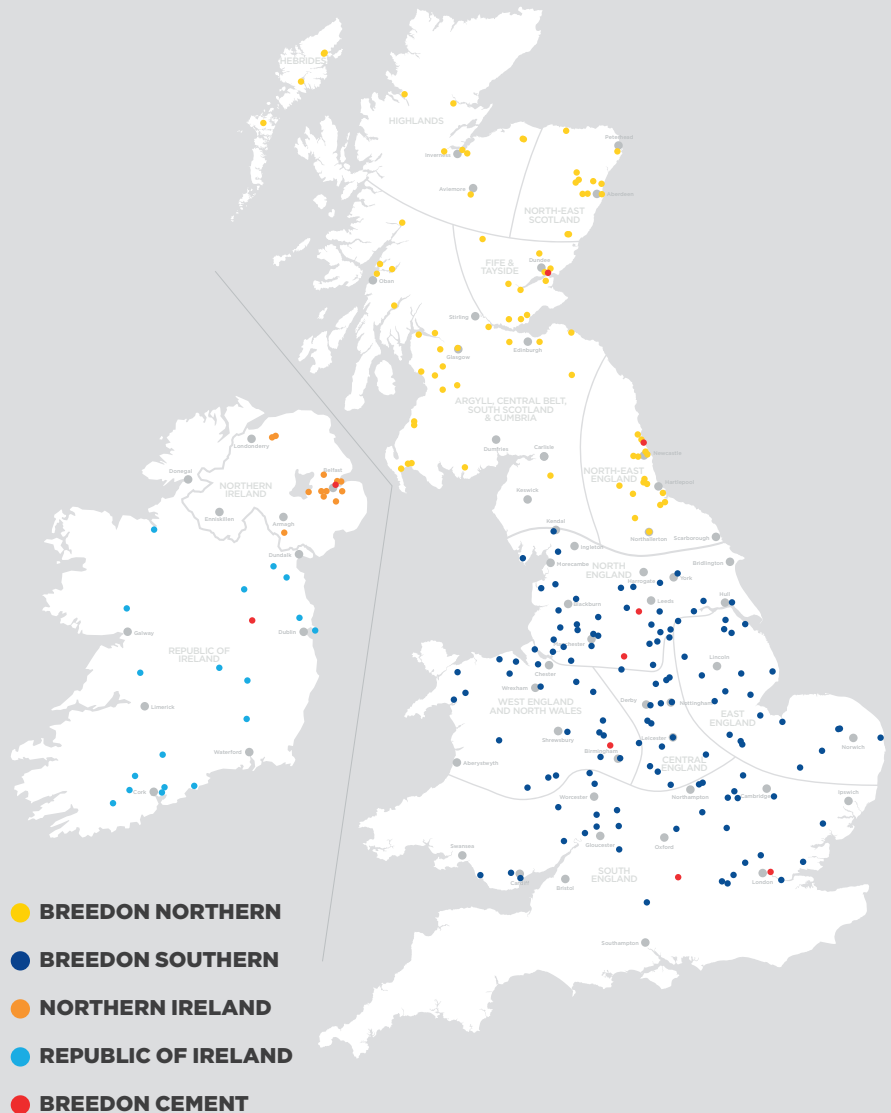 HEBRIDES
HIGHLANDS
Peterhead
Inverness
Aviemore
Aberdeen
NORTH-EAST
SCOTLAND
FIFE &
TAYSIDE
Dundee
Oban
Stirling
Edinburgh
Glasgow
ARGYLL, CENTRAL BELT,
SOUTH SCOTLAND
& CUMBRIA
Dumfries
Carlisle
Newcastle
NORTH-EAST
ENGLAND
Hartlepool
Keswick
Kendal
Northallerton
Scarborough
Londonderry
Donegal
Belfast
NORTHERN
IRELAND
Enniskillen
Armagh
Dundalk
Galway
Dublin
REPUBLIC OF
IRELAND
Limerick
Waterford
Cork
Ingleton
Morecambe
NORTH
ENGLAND
Harrogate
York
Bridlington
Blackburn
Leeds
Hull
Manchester
Chester
Lincoln
Wrexham
WEST ENGLAND
AND NORTH WALES
Derby
Nottingham
EAST
ENGLAND
Shrewsbury
Leicester
Norwich
Birmingham
CENTRAL
ENGLAND
Aberystwyth
Worcester
Northampton
Cambridge
Ipswich
Gloucester
Oxford
Swansea
Cardiff
Bristol
SOUTH
ENGLAND
London
Southampton
BREEDON NORTHERN
BREEDON SOUTHERN
NORTHERN IRELAND
REPUBLIC OF IRELAND
BREEDON CEMENT